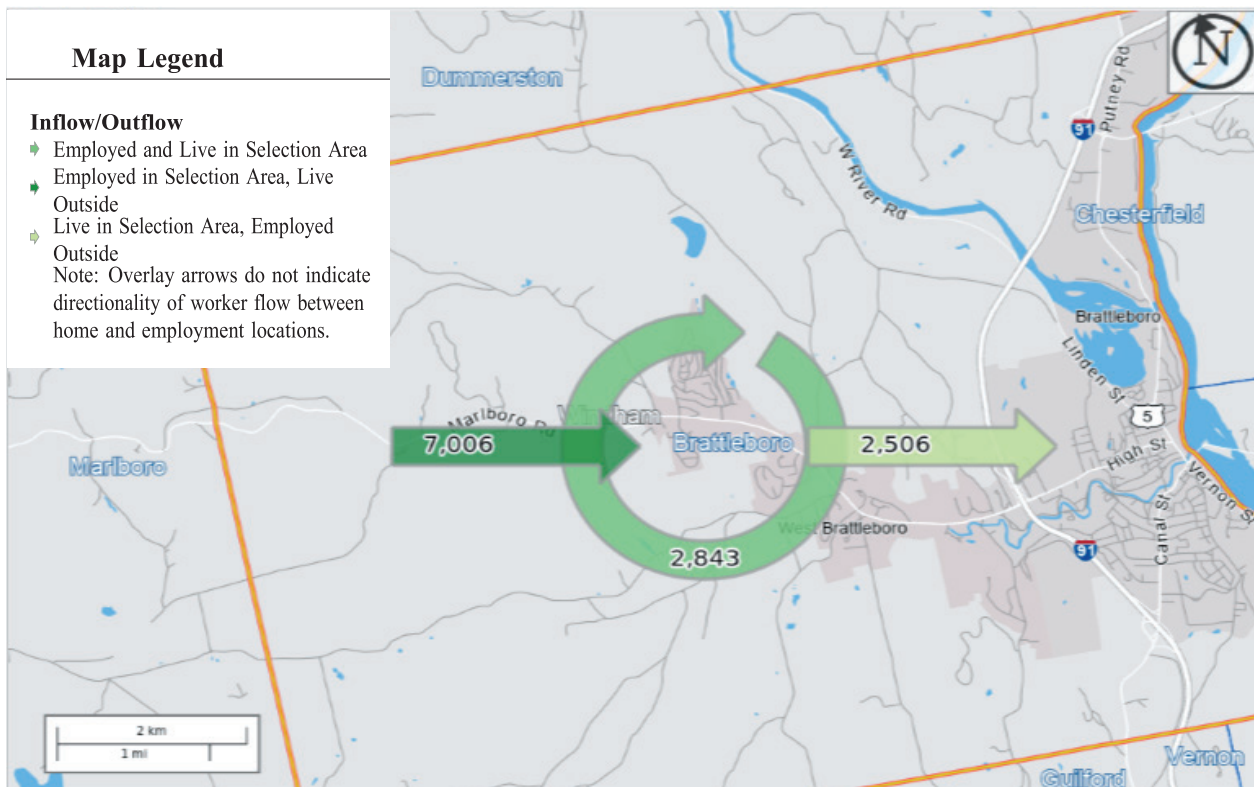 Map Legend
Inflow/Outflow
Employed and Live in Selection Area
Employed in Selection Area, Live
Outside
Live in Selection Area, Employed
Outside
Note: Overlay arrows do not indicate
directionality of worker flow between
home and employment locations.
Dummerston
N
Putney Rd
91
W River Rd
Chesterfield
Brattleboro
Linden St
5
Marlboro Rd
Brattleboro
7,006
2,506
Marlboro
High St
Vernon St
West Brattleboro
Canal St
91
2,843
2 km
1 mi
Vernon
Guilford